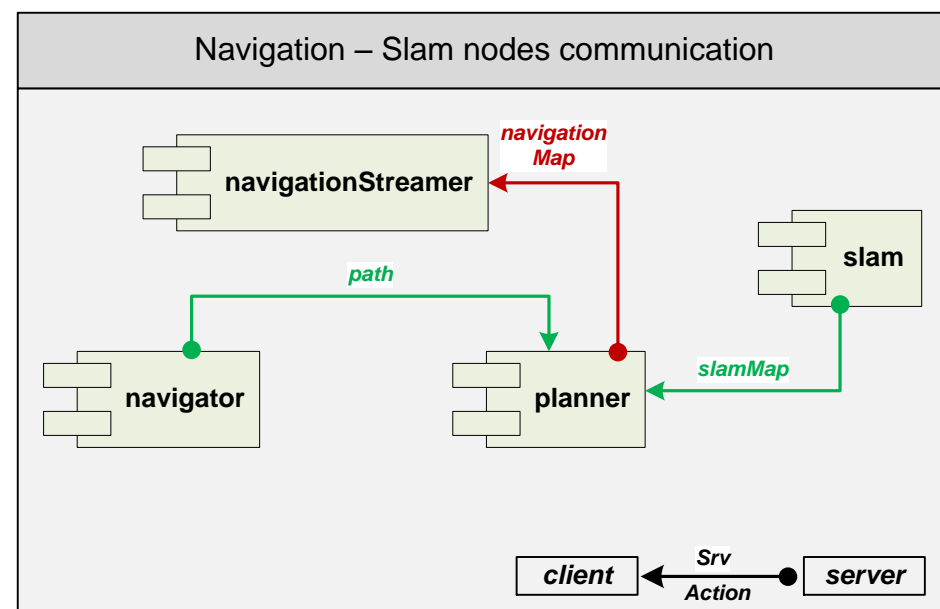 Navigation – Slam nodes communication
navigation
Map
navigationStreamer
slam
path
slamMap
navigator
planner
client
Srv
Action
server